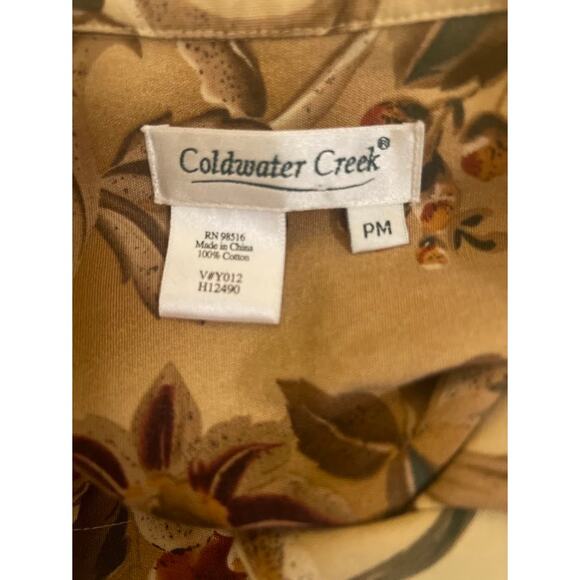 Coldwater Creek®
PM
RN 98516
Made in China
100% Cotton
V#Y012
H12490